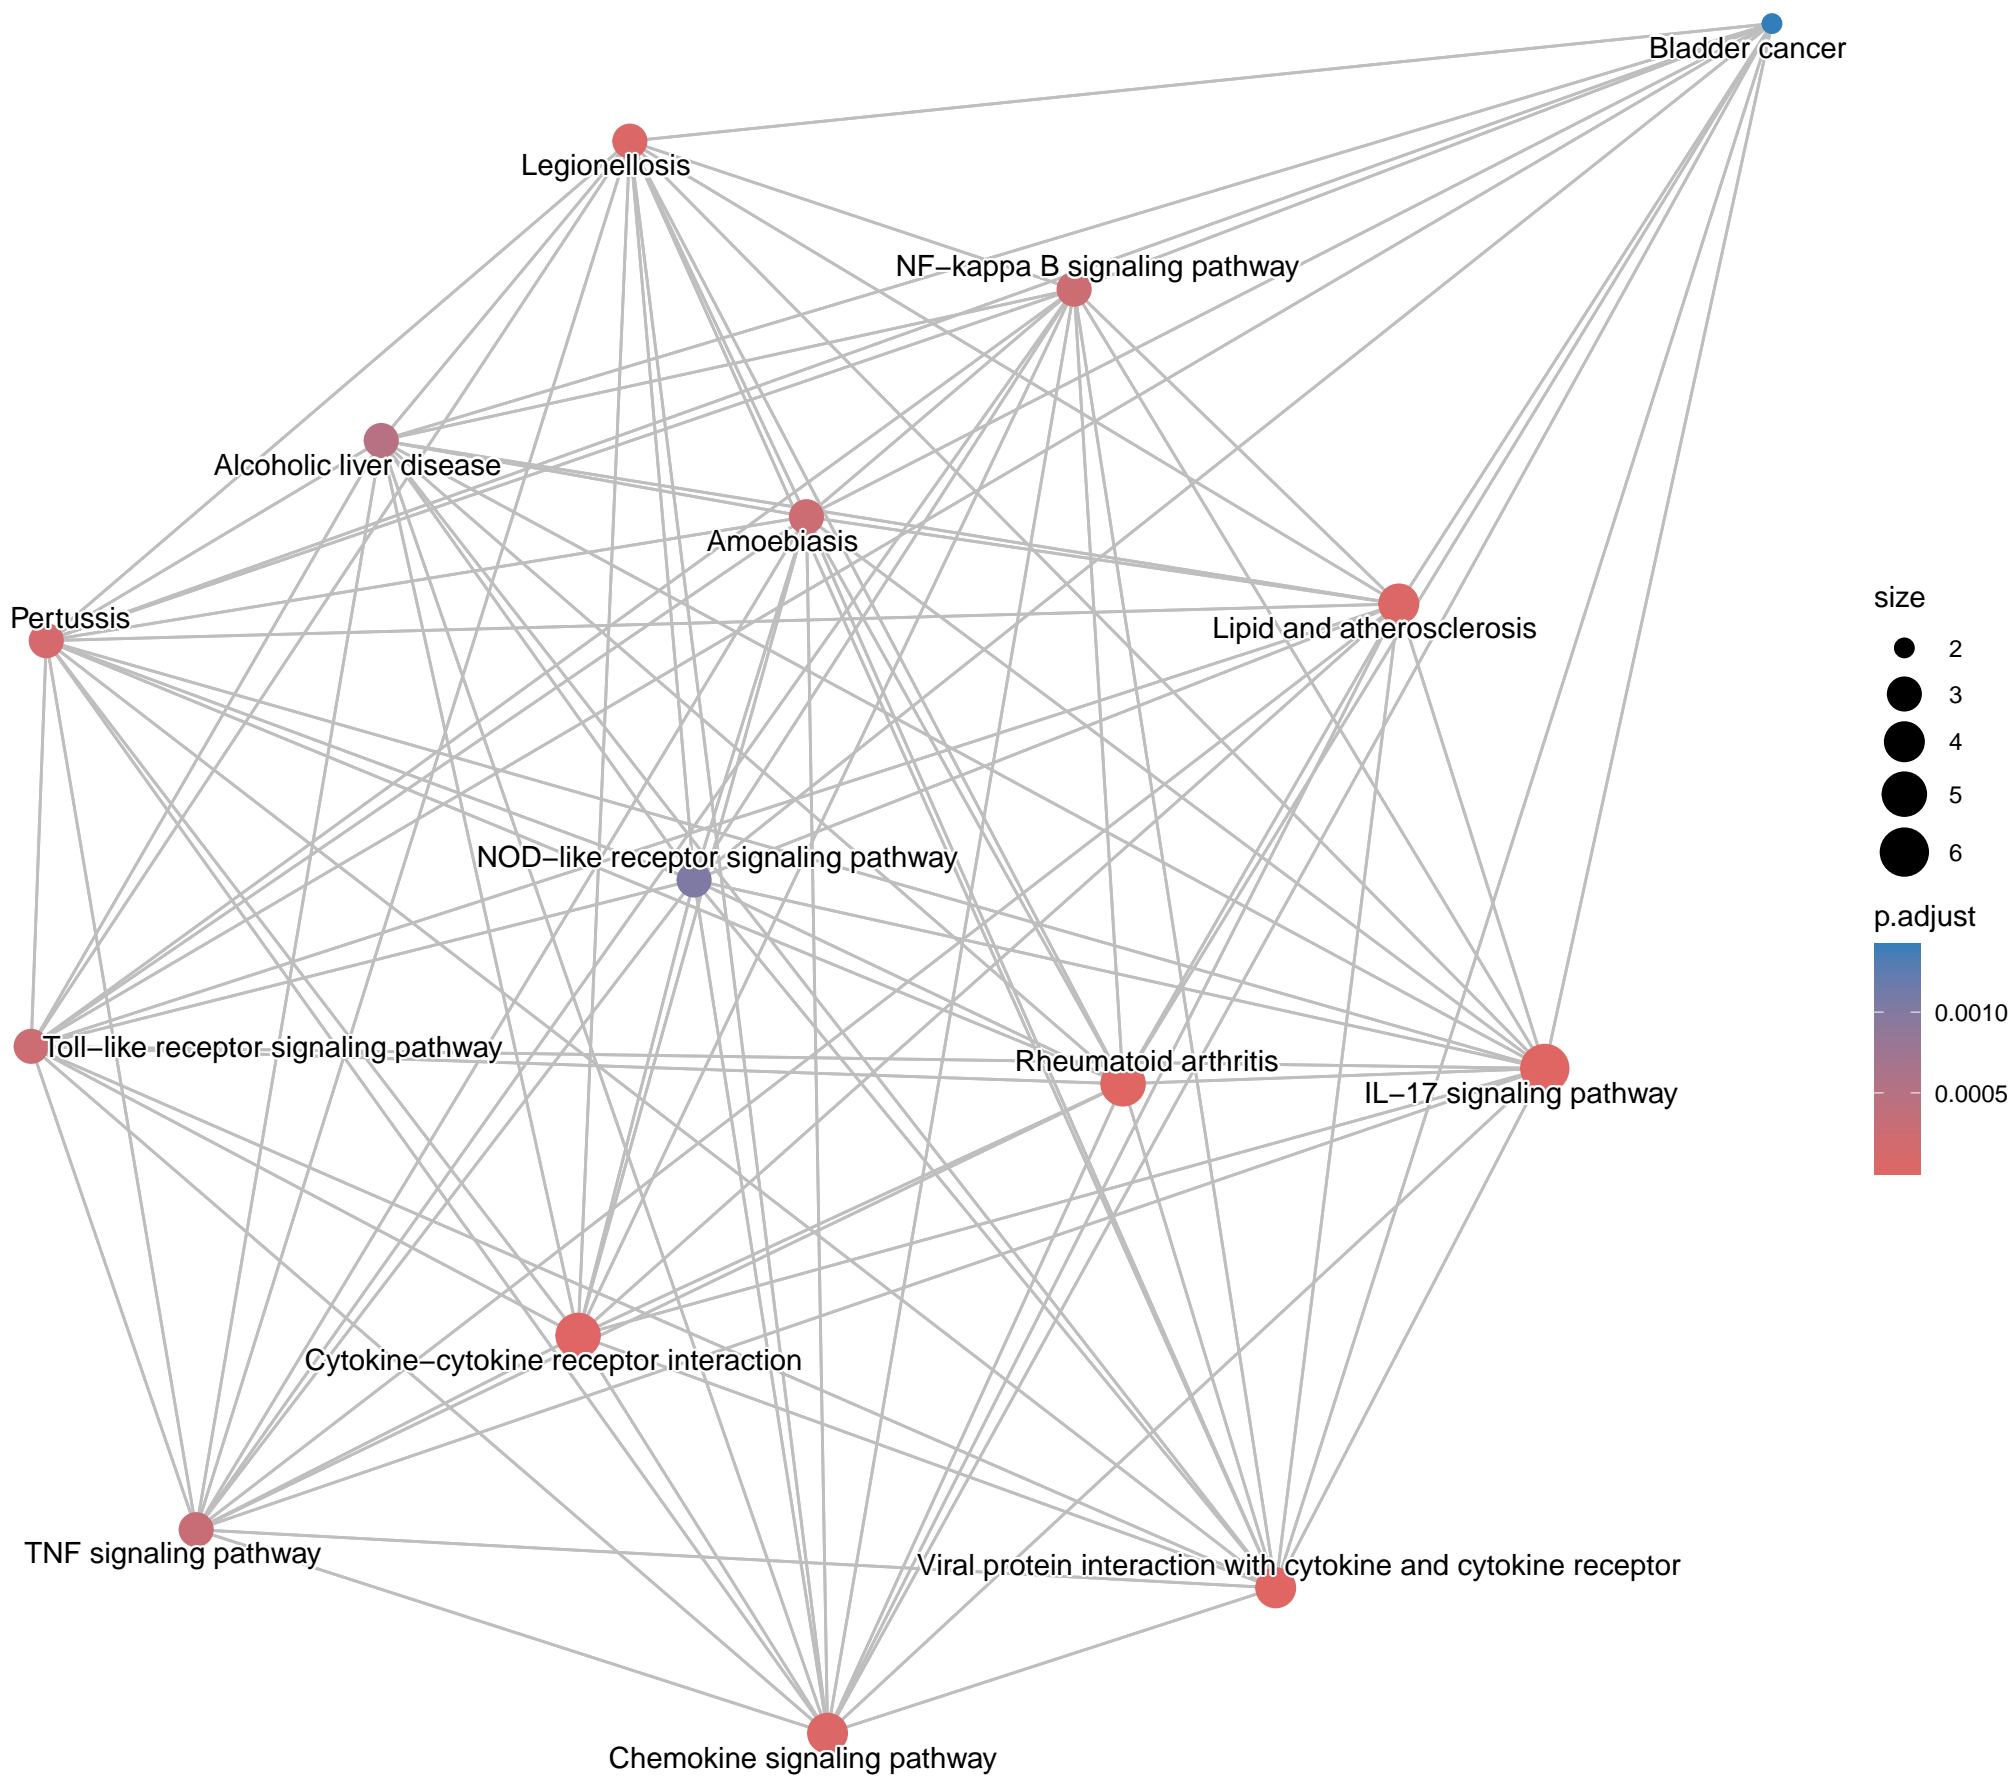 Bladder cancer
Legionellosis
NF−kappa B signaling pathway
Alcoholic liver disease
Amoebiasis
Pertussis
Lipid and atherosclerosis
NOD−like receptor signaling pathway
Toll−like receptor signaling pathway
Rheumatoid arthritis
IL−17 signaling pathway
Cytokine−cytokine receptor interaction
TNF signaling pathway
Viral protein interaction with cytokine and cytokine receptor
Chemokine signaling pathway
size
2
3
4
5
6
p.adjust
0.0010
0.0005